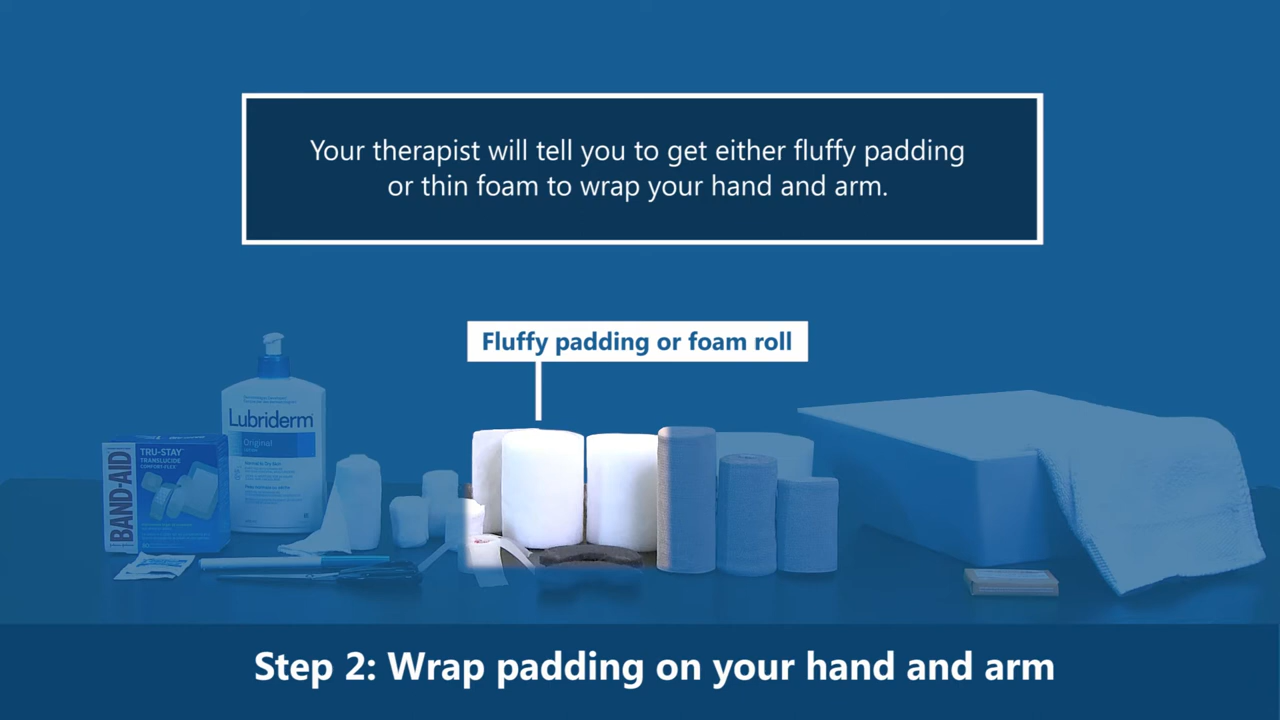 Your therapist will tell you to get either fluffy padding
or thin foam to wrap your hand and arm.
Fluffy padding or foam roll
Lubriderm
Original
BAND-AID
TRU-STAY
TRANSLUCIDE
COMFORT-FLEX
Step 2: Wrap padding on your hand and arm